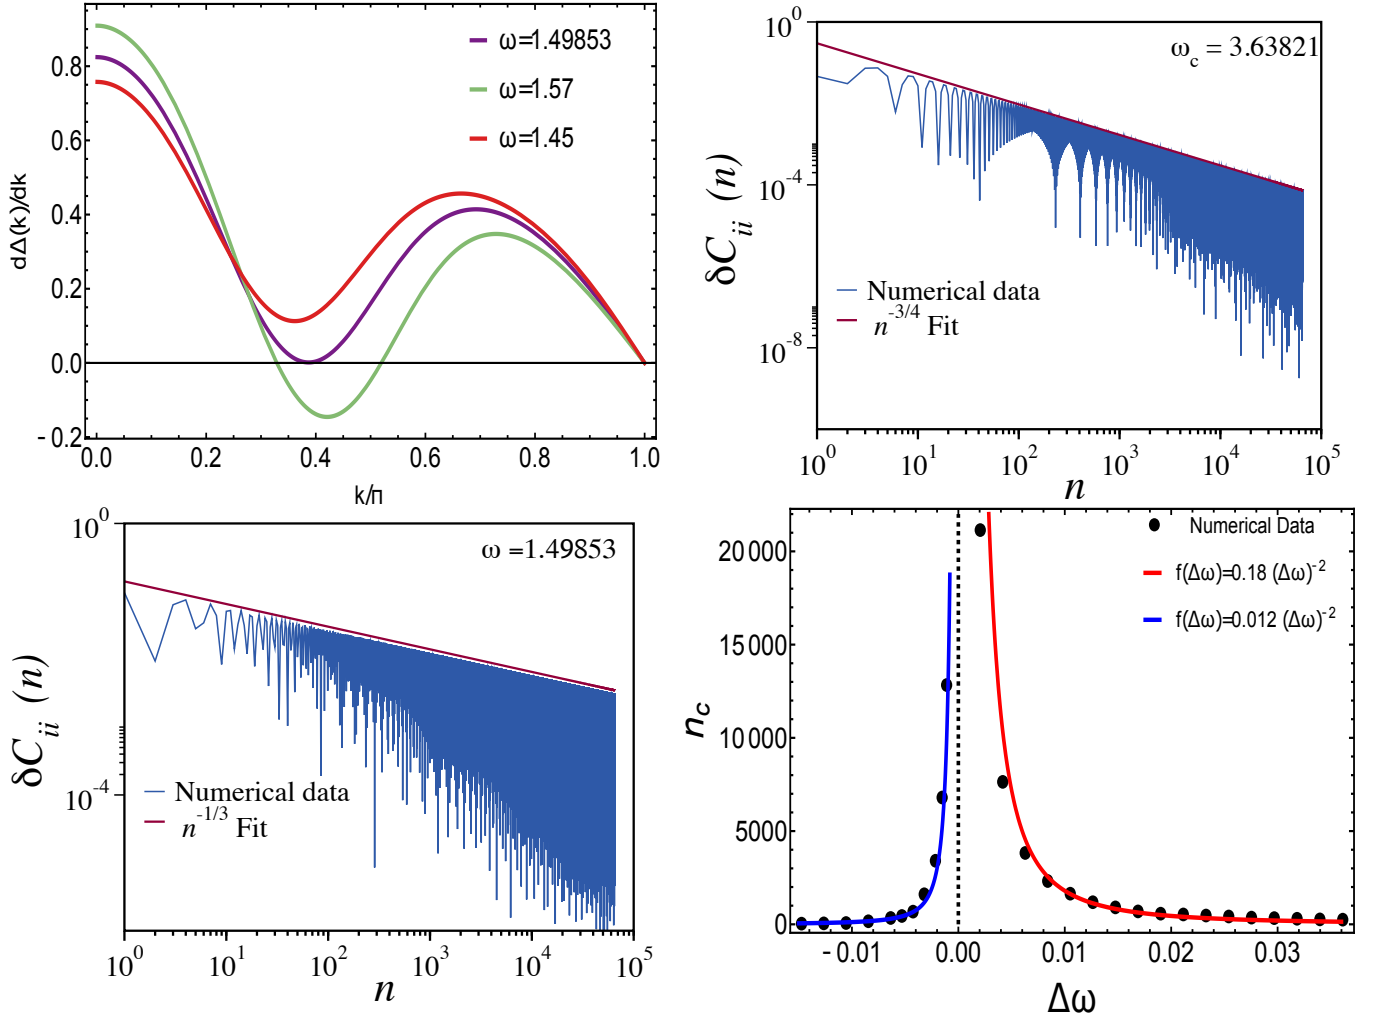 ω=1.49853
ω=1.57
ω=1.45
dΔ(k)/dk
0.8
0.6
0.4
0.2
0.0
-0.2
0.0 0.2 0.4 0.6 0.8 1.0
k/π
ω_c = 3.63821
δC_ii (n)
10^0
10^-4
10^-8
Numerical data
n^-3/4 Fit
10^0 10^1 10^2 10^3 10^4 10^5
n
ω =1.49853
δC_ii (n)
10^0
10^-4
Numerical data
n^-1/3 Fit
10^0 10^1 10^2 10^3 10^4 10^5
n
Numerical Data
f(Δω)=0.18 (Δω)^-2
f(Δω)=0.012 (Δω)^-2
n_c
20000
15000
10000
5000
0
-0.01 0.00 0.01 0.02 0.03
Δω